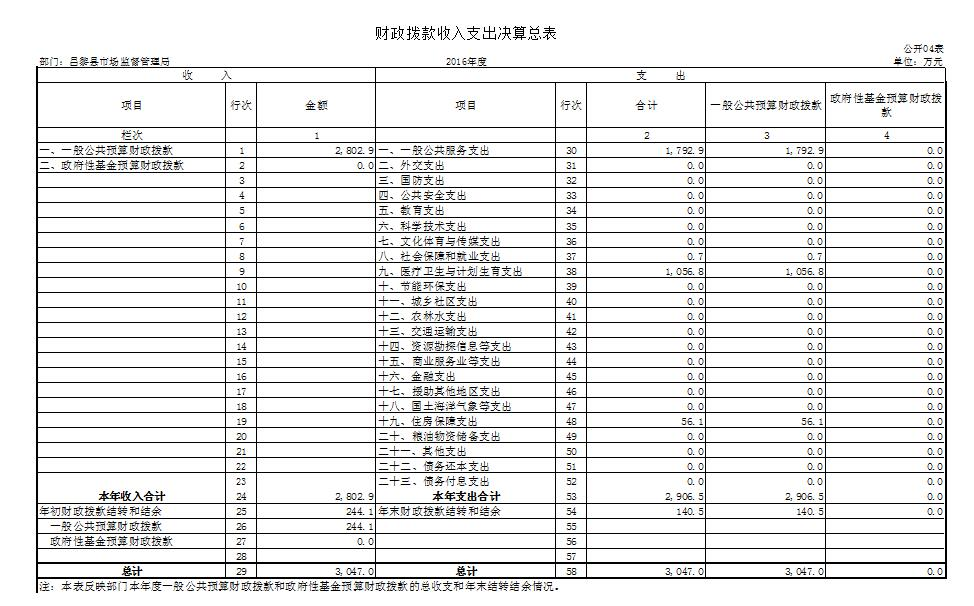 财政拨款收入支出决算总表
公开04表
部门：吕黎县市场监督管理局 2016年度 单位：万元
收 入 支 出
项目 行次 金额 项目 行次 合计 一般公共预算财政拨款 政府性基金预算财政拨
款
栏次 1 2 3 4
一、一般公共预算财政拨款 1 2,802.9 一、一般公共服务支出 30 1,792.9 1,792.9 0.0
二、政府性基金预算财政拨款 2 0.0 二、外交支出 31 0.0 0.0 0.0
3 三、国防支出 32 0.0 0.0 0.0
4 四、公共安全支出 33 0.0 0.0 0.0
5 五、教育支出 34 0.0 0.0 0.0
6 六、科学技术支出 35 0.0 0.0 0.0
7 七、文化体育与传媒支出 36 0.0 0.0 0.0
8 八、社会保障和就业支出 37 0.7 0.7 0.0
9 九、医疗卫生与计划生育支出 38 1,056.8 1,056.8 0.0
10 十、节能环保支出 39 0.0 0.0 0.0
11 十一、城乡社区支出 40 0.0 0.0 0.0
12 十二、农林水支出 41 0.0 0.0 0.0
13 十三、交通运输支出 42 0.0 0.0 0.0
14 十四、资源勘探信息等支出 43 0.0 0.0 0.0
15 十五、商业服务业等支出 44 0.0 0.0 0.0
16 十六、金融支出 45 0.0 0.0 0.0
17 十七、援助其他地区支出 46 0.0 0.0 0.0
18 十八、国土海洋气象等支出 47 0.0 0.0 0.0
19 十九、住房保障支出 48 56.1 56.1 0.0
20 二十、粮油物资储备支出 49 0.0 0.0 0.0
21 二十一、其他支出 50 0.0 0.0 0.0
22 二十二、债务还本支出 51 0.0 0.0 0.0
23 二十三、债务付息支出 52 0.0 0.0 0.0
本年收入合计 24 2,802.9 本年支出合计 53 2,906.5 2,906.5 0.0
年初财政拨款结转和结余 25 244.1 年末财政拨款结转和结余 54 140.5 140.5 0.0
一般公共预算财政拨款 26 244.1 55
政府性基金预算财政拨款 27 0.0 56
28 57
总计 29 3,047.0 总计 58 3,047.0 3,047.0 0.0
注：本表反映部门本年度一般公共预算财政拨款和政府性基金预算财政拨款的总收支和年末结转结余情况。